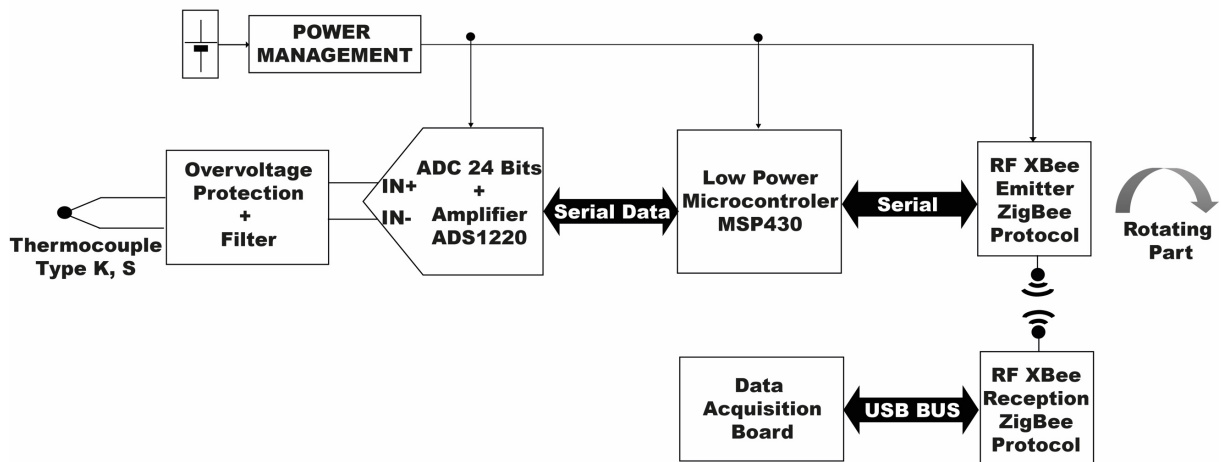 POWER
MANAGEMENT
Overvoltage
Protection
+
Filter
IN+
IN-
ADC 24 Bits
+
Amplifier
ADS1220
Serial Data
Low Power
Microcontroler
MSP430
Serial
RF XBee
Emitter
ZigBee
Protocol
Rotating
Part
Thermocouple
Type K, S
Data
Acquisition
Board
USB BUS
RF XBee
Reception
ZigBee
Protocol